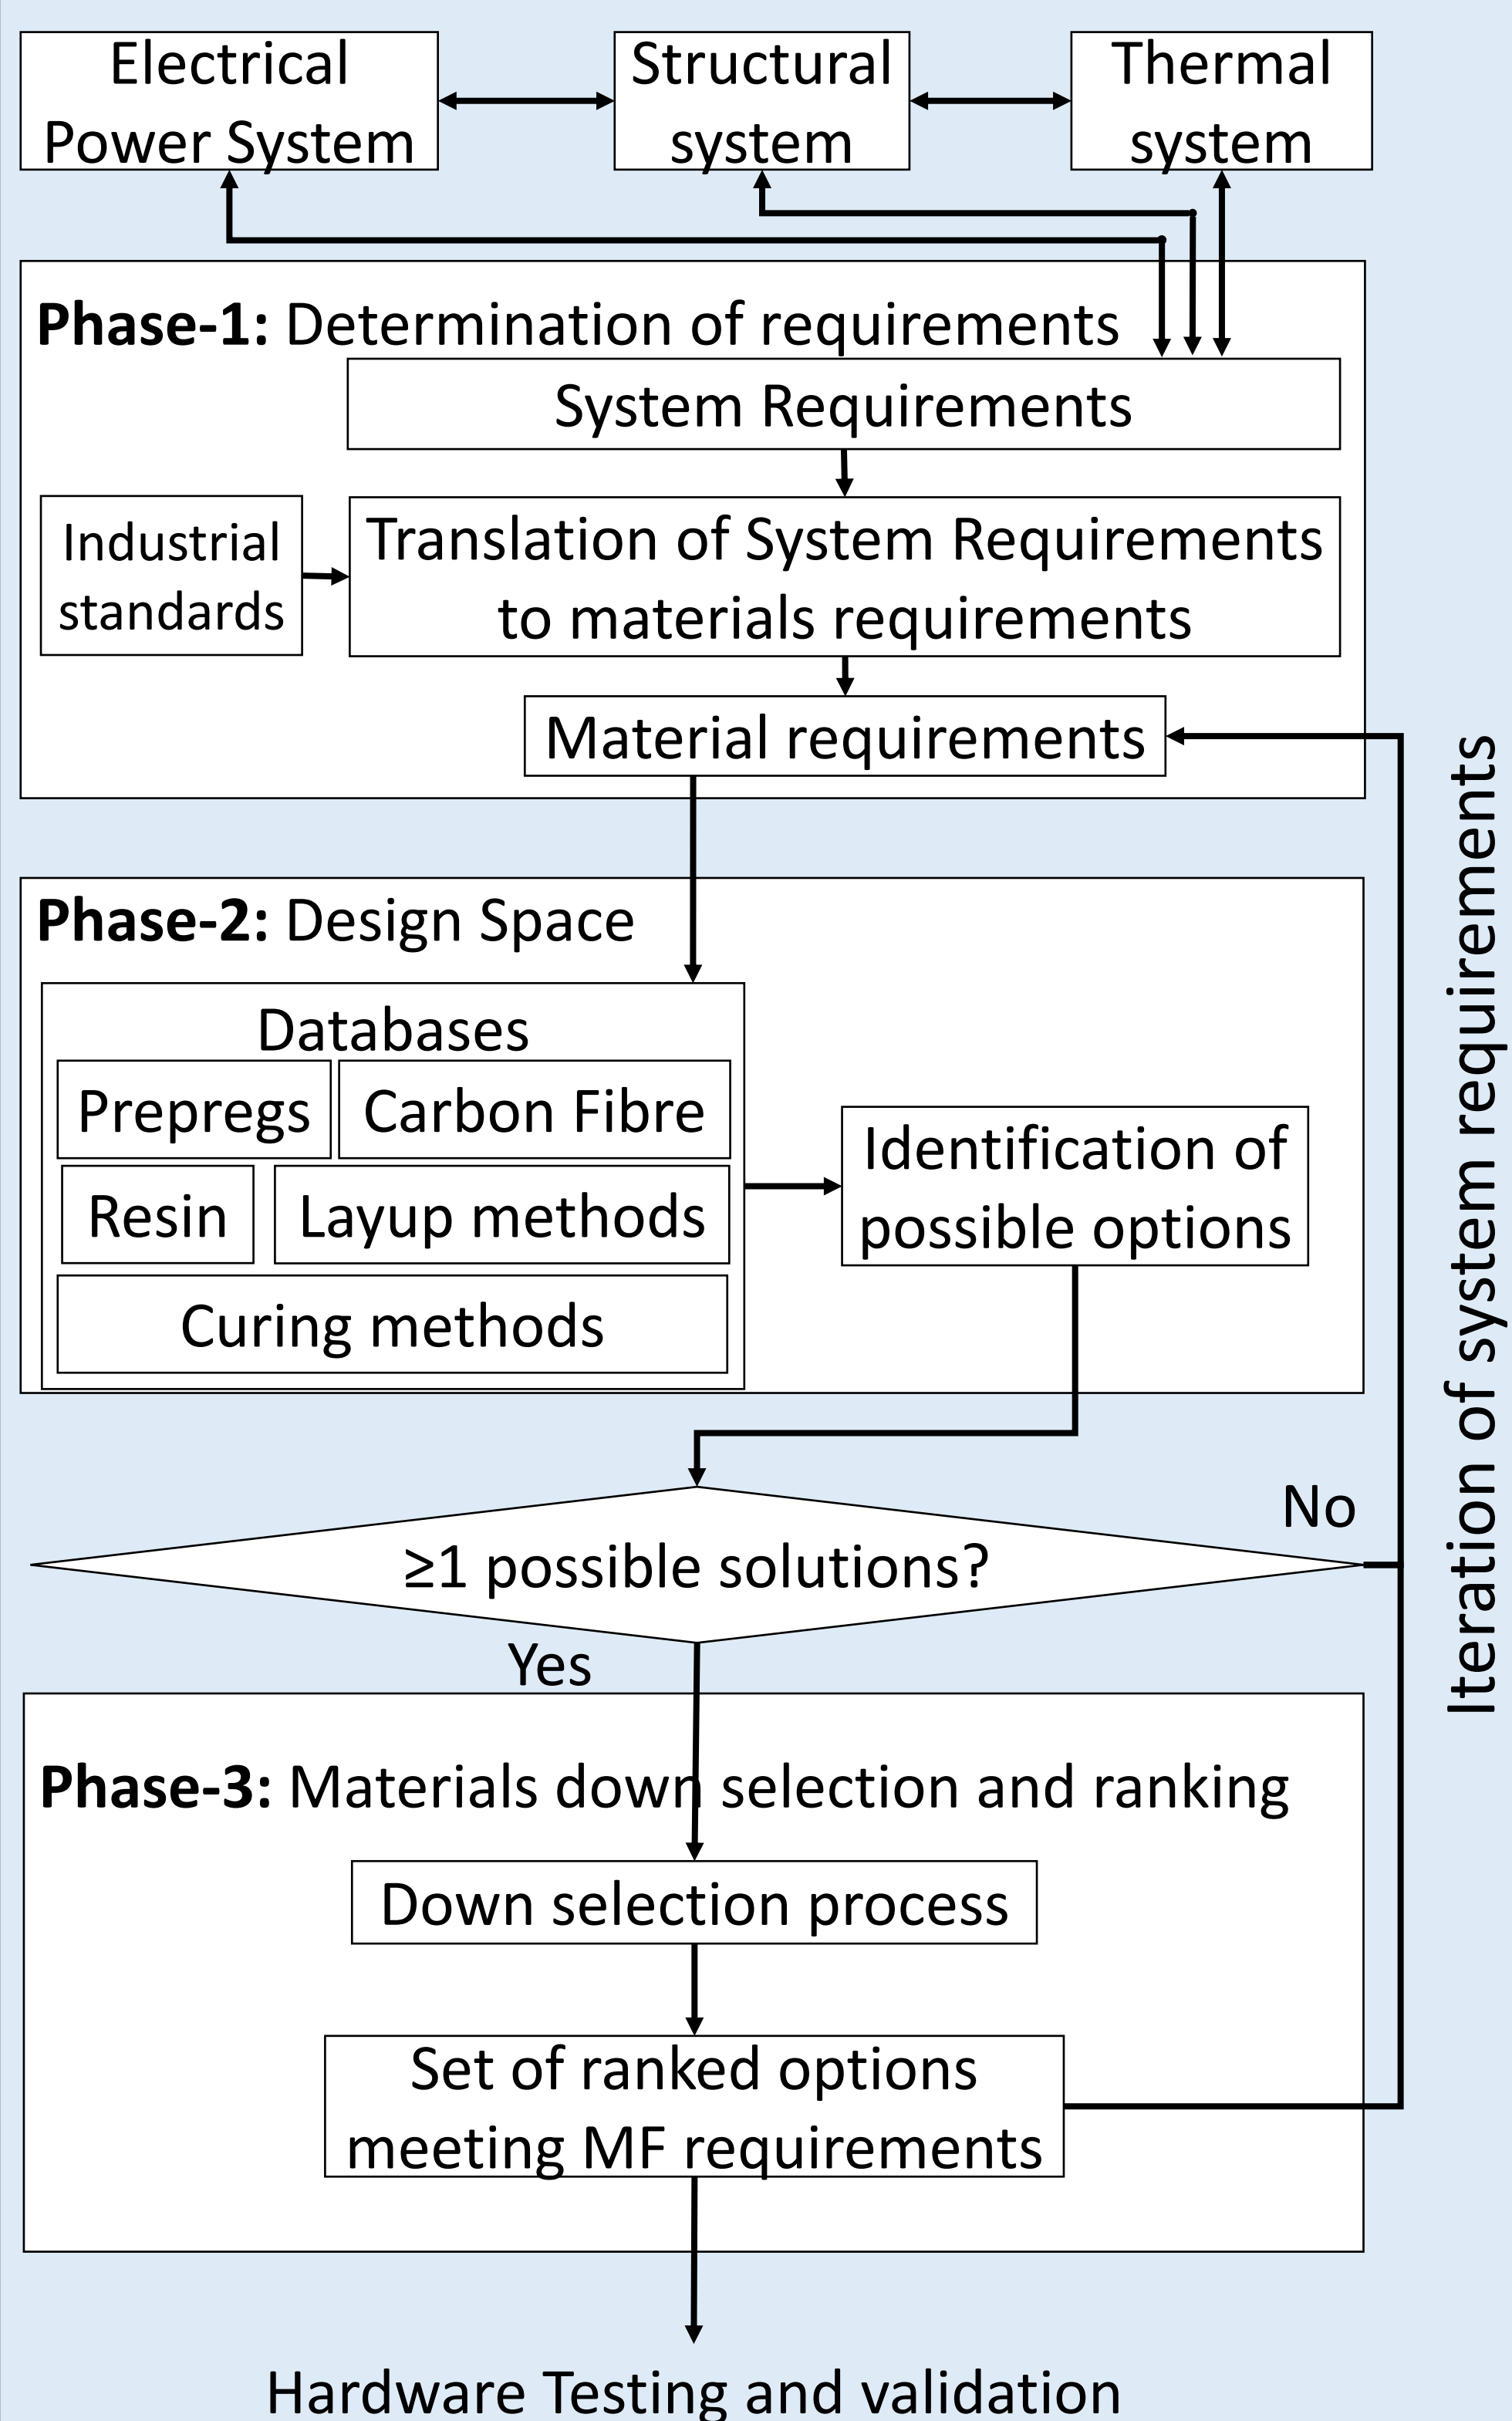 Electrical
Power System
Structural
system
Thermal
system
Phase-1: Determination of requirements
System Requirements
Industrial
standards
Translation of System Requirements
to materials requirements
Material requirements
Phase-2: Design Space
Databases
Prepregs
Carbon Fibre
Resin
Layup methods
Curing methods
Identification of
possible options
≥1 possible solutions?
No
Yes
Phase-3: Materials down selection and ranking
Down selection process
Set of ranked options
meeting MF requirements
Hardware Testing and validation
Iteration of system requirements